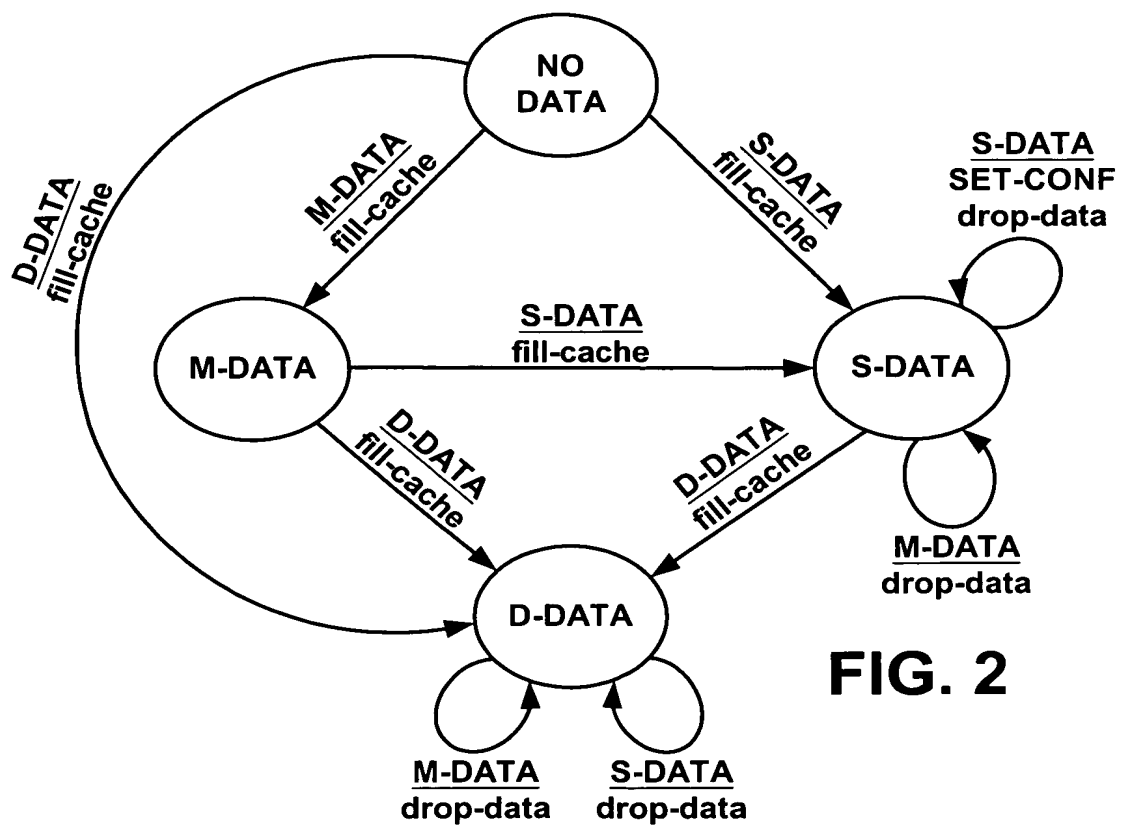 NO
DATA
D-DATA
fill-cache
M-DATA
fill-cache
S-DATA
fill-cache
S-DATA
SET-CONF
drop-data
M-DATA
S-DATA
fill-cache
S-DATA
D-DATA
fill-cache
D-DATA
fill-cache
M-DATA
drop-data
D-DATA
FIG. 2
M-DATA
drop-data
S-DATA
drop-data